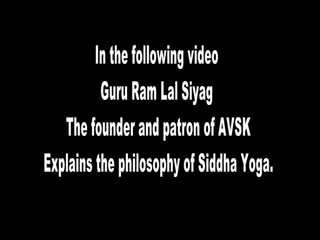 In the following video
Guru Ram Lal Siyag
The founder and patron of AVSK
Explains the philosophy of Siddha Yoga.